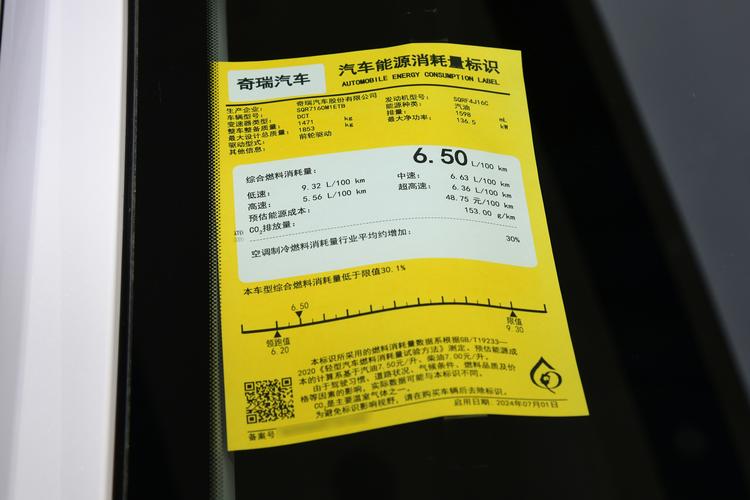 奇瑞汽车
汽车能源消耗量标识
AUTOMOBILE ENERGY CONSUMPTION LABEL
生产企业: 奇瑞汽车股份有限公司
车辆型号: SQR7160M1ETB 发动机型号: SQRF4J16C
变速器类型: DCT 能源种类: 汽油
整车整备质量: 1471 kg 排量: 1598 mL
最大设计总质量: 1853 kg 最大净功率: 136.5 kW
驱动型式: 前轮驱动
其他信息:
综合燃料消耗量: 6.50 L/100 km
低速: 9.32 L/100 km 中速: 6.63 L/100 km
高速: 5.56 L/100 km 超高速: 6.36 L/100 km
预估能源成本: 48.75 元/100 km
CO₂排放量: 153.00 g/km
空调制冷燃料消耗量行业平均约增加: 30%
本车型综合燃料消耗量低于限值30.1%
6.50
领跑值 限值
6.20 9.30
本标识所采用的燃料消耗量数据系根据GB/T19233—
2020《轻型汽车燃料消耗量试验方法》测定。预估能源成
本的计算系基于汽油7.50元/升、柴油7.00元/升。
由于驾驶习惯、道路状况、气候条件、燃料品质及价
格等因素的影响，实际数据可能与本标识不同。
CO₂是主要温室气体之一。
为避免标识影响视野，请在购买车辆后去除标识。
备案号 启用日期: 2024年07月01日